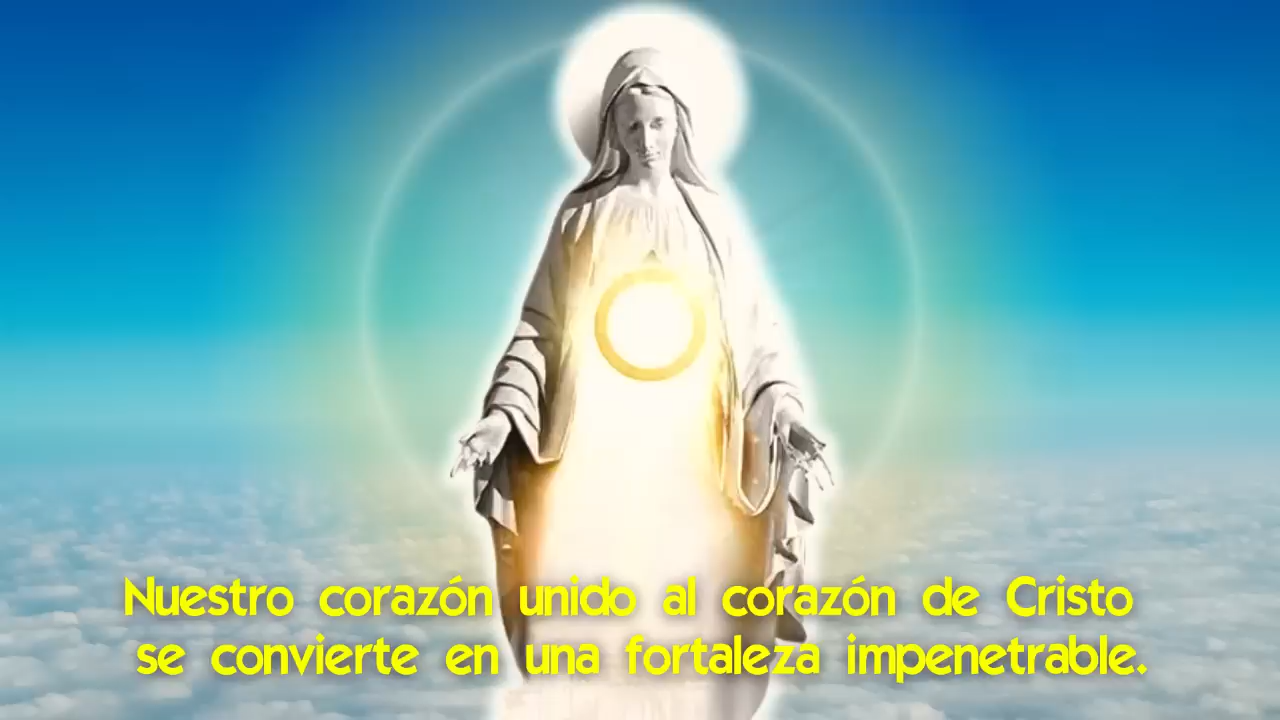 Nuestro corazón unido al corazón de Cristo
se convierte en una fortaleza impenetrable.